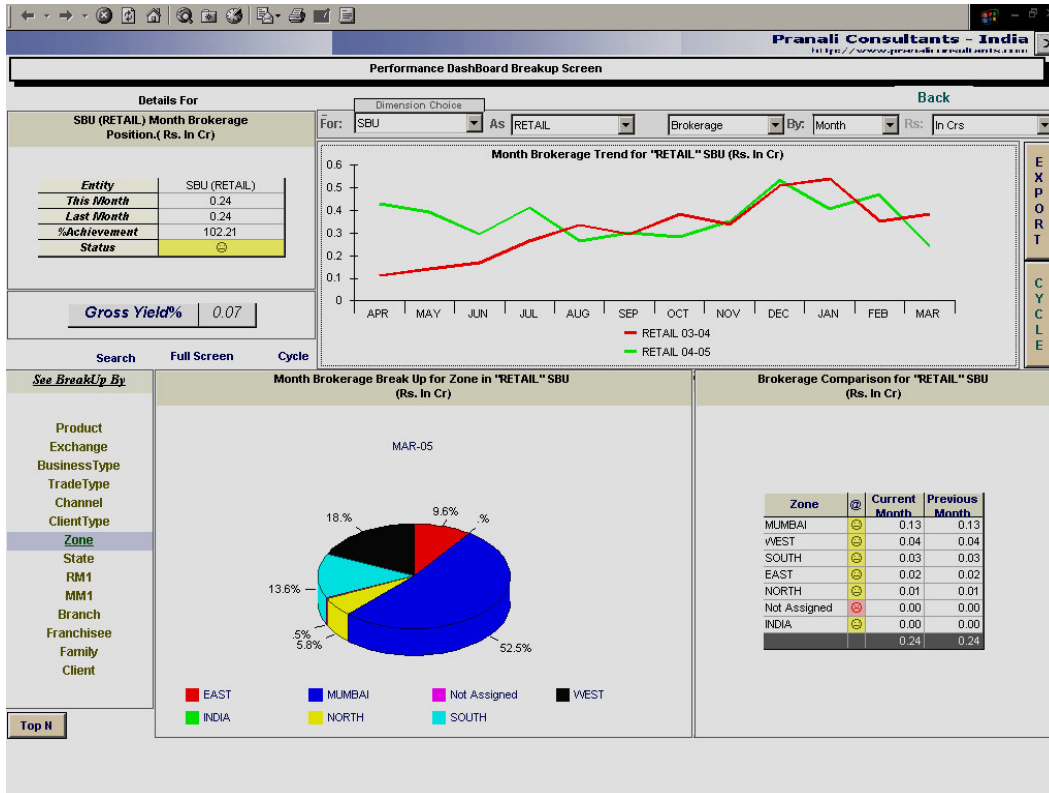 Pranali Consultants - India
http://www.pranaliconsultants.com
Performance DashBoard Breakup Screen
Details For
Back
SBU (RETAIL) Month Brokerage
Position.( Rs. In Cr)
Entity SBU (RETAIL)
This Month 0.24
Last Month 0.24
%Achievement 102.21
Status
Gross Yield% 0.07
Search Full Screen Cycle
Dimension Choice
For: SBU As RETAIL Brokerage By: Month Rs: In Crs
Month Brokerage Trend for "RETAIL" SBU (Rs. In Cr)
0.6
0.5
0.4
0.3
0.2
0.1
0
APR MAY JUN JUL AUG SEP OCT NOV DEC JAN FEB MAR
RETAIL 03-04
RETAIL 04-05
EXPORT
CYCLE
See BreakUp By
Product
Exchange
BusinessType
TradeType
Channel
ClientType
Zone
State
RM1
MM1
Branch
Franchisee
Family
Client
Top N
Month Brokerage Break Up for Zone in "RETAIL" SBU
(Rs. In Cr)
MAR-05
18.% 9.6% .%
13.6%
.5%
5.8%
52.5%
EAST MUMBAI Not Assigned WEST
INDIA NORTH SOUTH
Brokerage Comparison for "RETAIL" SBU
(Rs. In Cr)
Zone @ Current Month Previous Month
MUMBAI 0.13 0.13
WEST 0.04 0.04
SOUTH 0.03 0.03
EAST 0.02 0.02
NORTH 0.01 0.01
Not Assigned 0.00 0.00
INDIA 0.00 0.00
0.24 0.24